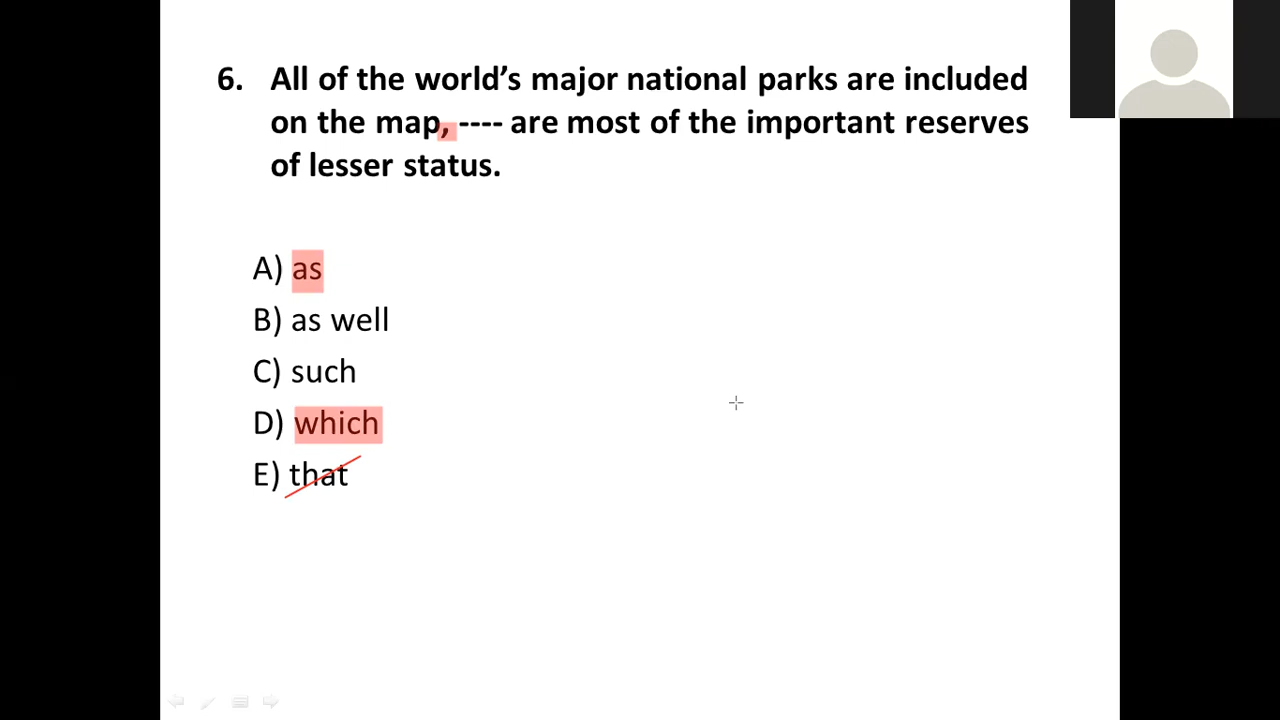 6. All of the world's major national parks are included
on the map, ---- are most of the important reserves
of lesser status.
A) as
B) as well
C) such
D) which
E) that